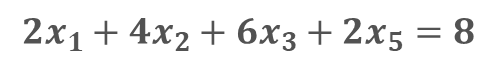 2x₁ + 4x₂ + 6x₃ + 2x₅ = 8